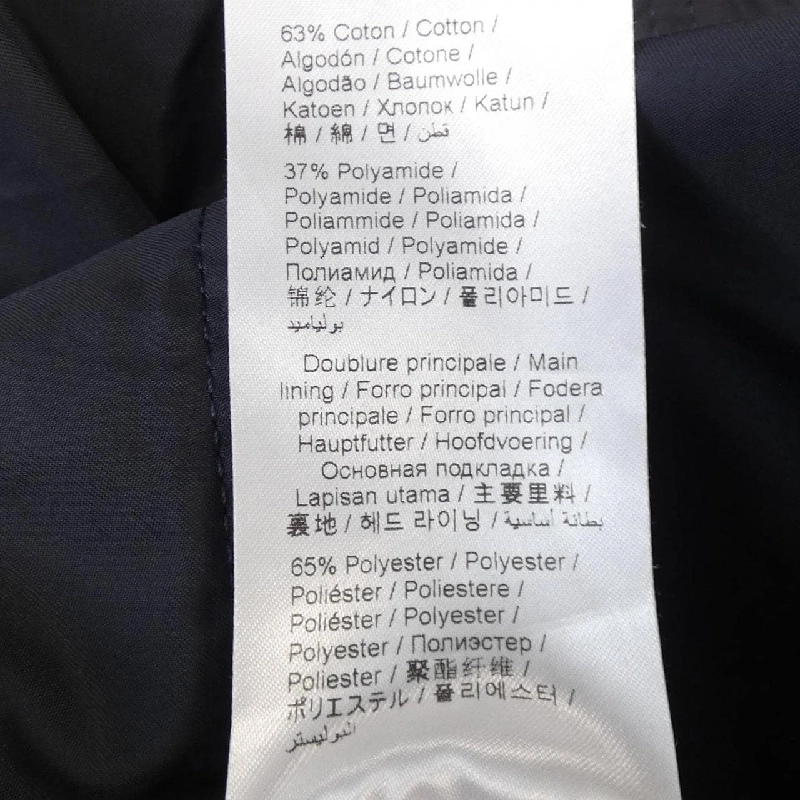 63% Coton / Cotton /
Algodón / Cotone /
Algodão / Baumwolle /
Katoen / Хлопок / Katun /
棉 / 綿 / 면 / قطن
37% Polyamide /
Polyamide / Poliamida /
Poliammide / Poliamida /
Polyamid / Polyamide /
Полиамид / Poliamida /
锦纶 / ナイロン / 폴리아미드 /
بولياميد
Doublure principale / Main
lining / Forro principal / Fodera
principale / Forro principal /
Hauptfutter / Hoofdvoering /
Основная подкладка /
Lapisan utama / 主要里料 /
裏地 / 헤드 라이닝 / بطانة أساسية
65% Polyester / Polyester /
Poliéster / Poliestere /
Poliéster / Polyester /
Polyester / Полиэстер /
Poliester / 聚酯纤维 /
ポリエステル / 폴리에스터 /
البوليستر